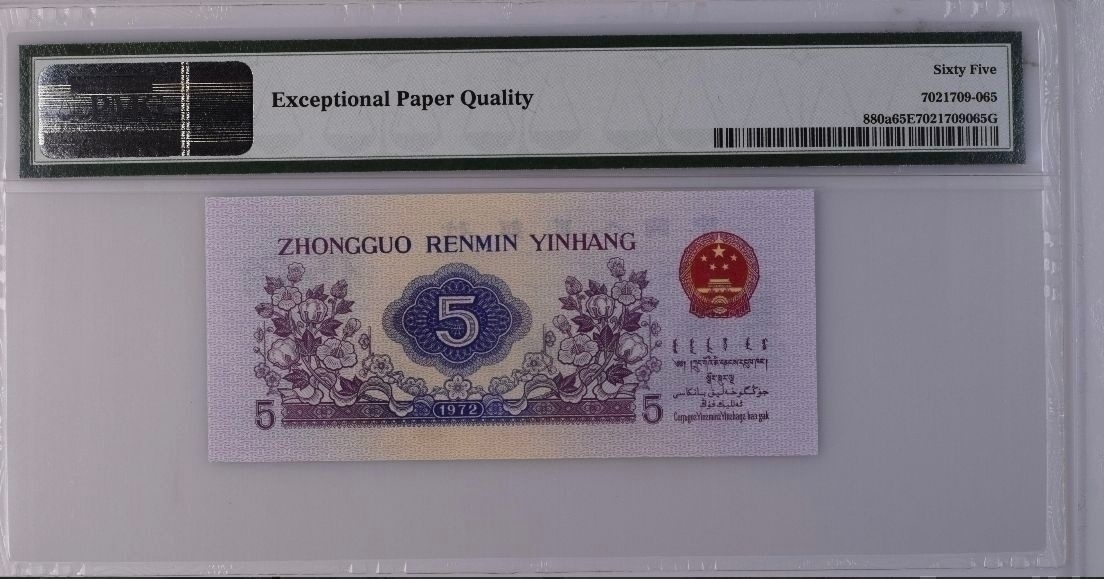 Sixty Five
Exceptional Paper Quality
7021709-065
880a65E7021709065G
ZHONGGUO RENMIN YINHANG
5
1972
5 5